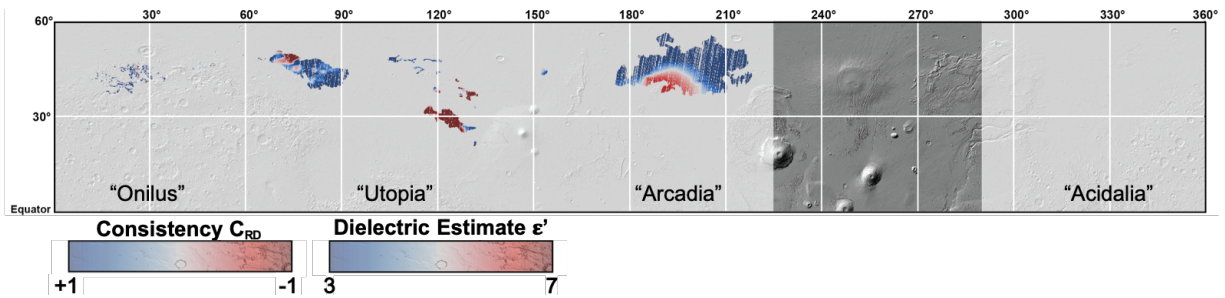 60° 30° 60° 90° 120° 150° 180° 210° 240° 270° 300° 330° 360°
30°
"Onilus" "Utopia" "Arcadia" "Acidalia"
Equator
Consistency C_RD Dielectric Estimate ε'
+1 -1 3 7